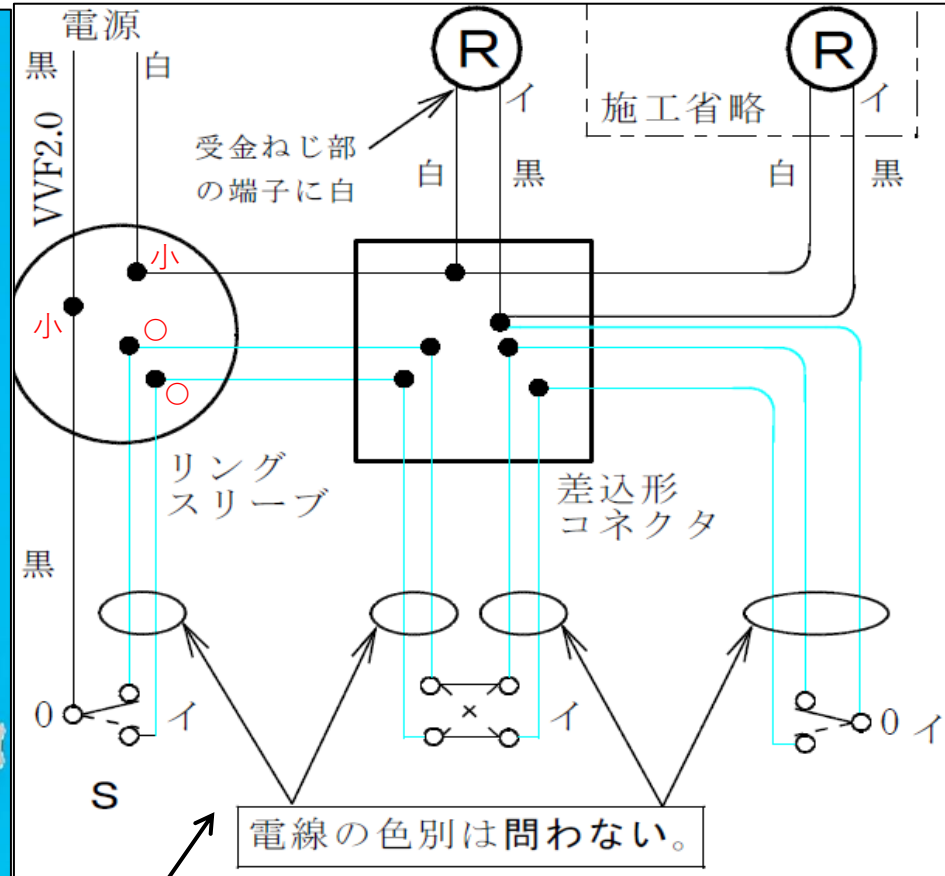 電源
黒
白
VVF2.0
R
イ
受金ねじ部
の端子に白
白
黒
R
イ
施工省略
白
黒
小
小
○
○
リング
スリーブ
差込形
コネクタ
黒
0
イ
S
×
イ
0 イ
電線の色別は問わない。